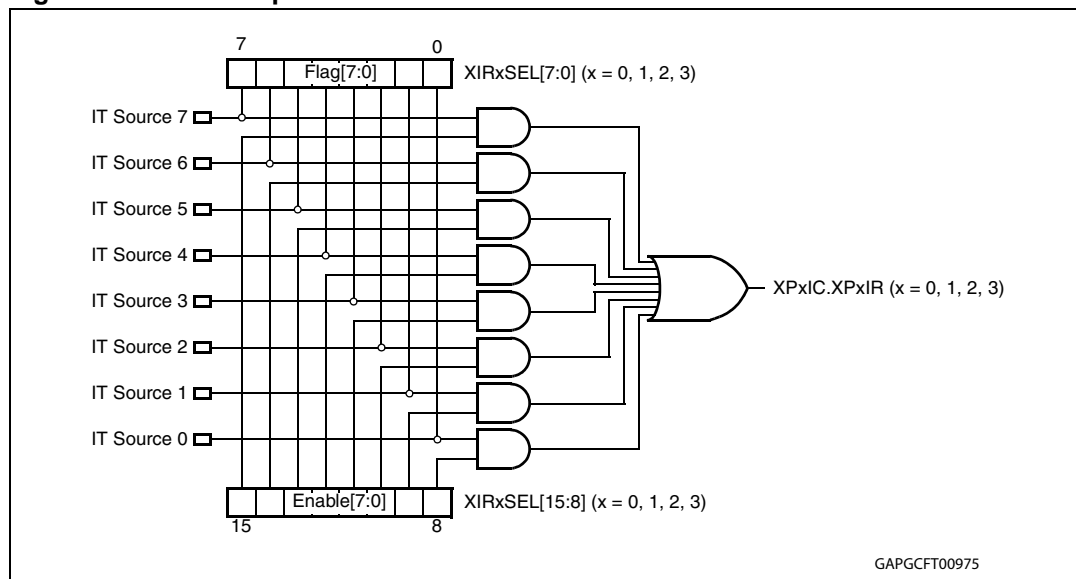 7
0
Flag[7:0]
XIRxSEL[7:0] (x = 0, 1, 2, 3)
IT Source 7
IT Source 6
IT Source 5
IT Source 4
IT Source 3
XPxIC.XPxIR (x = 0, 1, 2, 3)
IT Source 2
IT Source 1
IT Source 0
Enable[7:0]
XIRxSEL[15:8] (x = 0, 1, 2, 3)
15
8
GAPGCFT00975